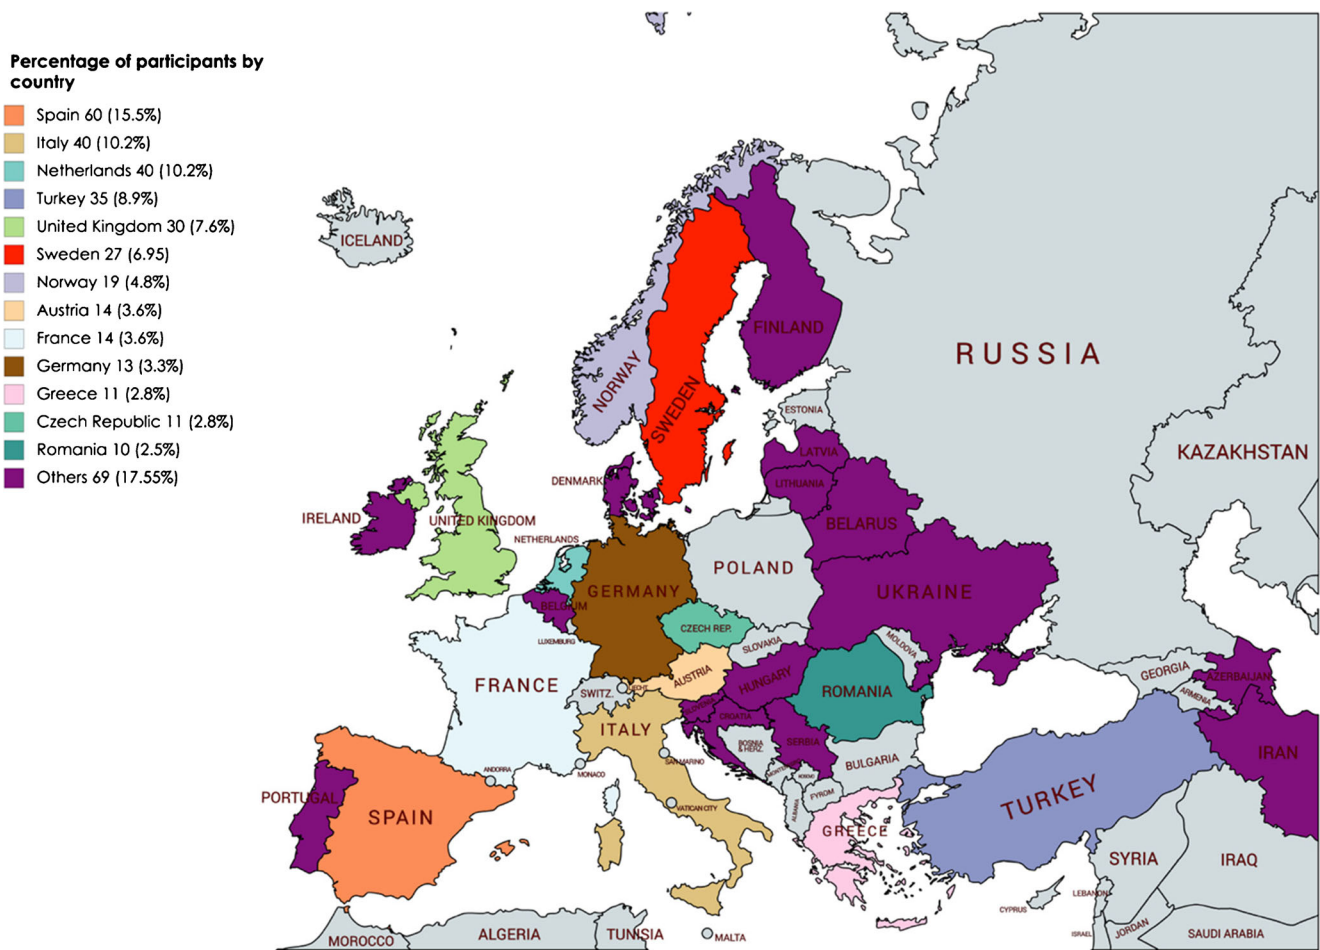 Percentage of participants by
country
Spain 60 (15.5%)
Italy 40 (10.2%)
Netherlands 40 (10.2%)
Turkey 35 (8.9%)
United Kingdom 30 (7.6%)
Sweden 27 (6.95)
Norway 19 (4.8%)
Austria 14 (3.6%)
France 14 (3.6%)
Germany 13 (3.3%)
Greece 11 (2.8%)
Czech Republic 11 (2.8%)
Romania 10 (2.5%)
Others 69 (17.55%)
ICELAND
FINLAND
RUSSIA
NORWAY
SWEDEN
ESTONIA
LATVIA
KAZAKHSTAN
DENMARK
LITHUANIA
IRELAND
UNITED KINGDOM
BELARUS
NETHERLANDS
POLAND
GERMANY
UKRAINE
BELGIUM
CZECH REP.
LUXEMBURG
SLOVAKIA
MOLDOVA
GEORGIA
AZERBAIJAN
FRANCE
SWITZ.
LIECHT.
AUSTRIA
HUNGARY
ROMANIA
ARMENIA
SLOVENIA
CROATIA
ITALY
BOSNIA
& HERZ.
SERBIA
IRAN
SAN MARINO
BULGARIA
ANDORRA
MONACO
PORTUGAL
SPAIN
VATICAN CITY
ALBANIA
FYROM
TURKEY
GREECE
SYRIA
IRAQ
LEBANON
CYPRUS
MOROCCO
ALGERIA
TUNISIA
MALTA
ISRAEL
JORDAN
SAUDI ARABIA